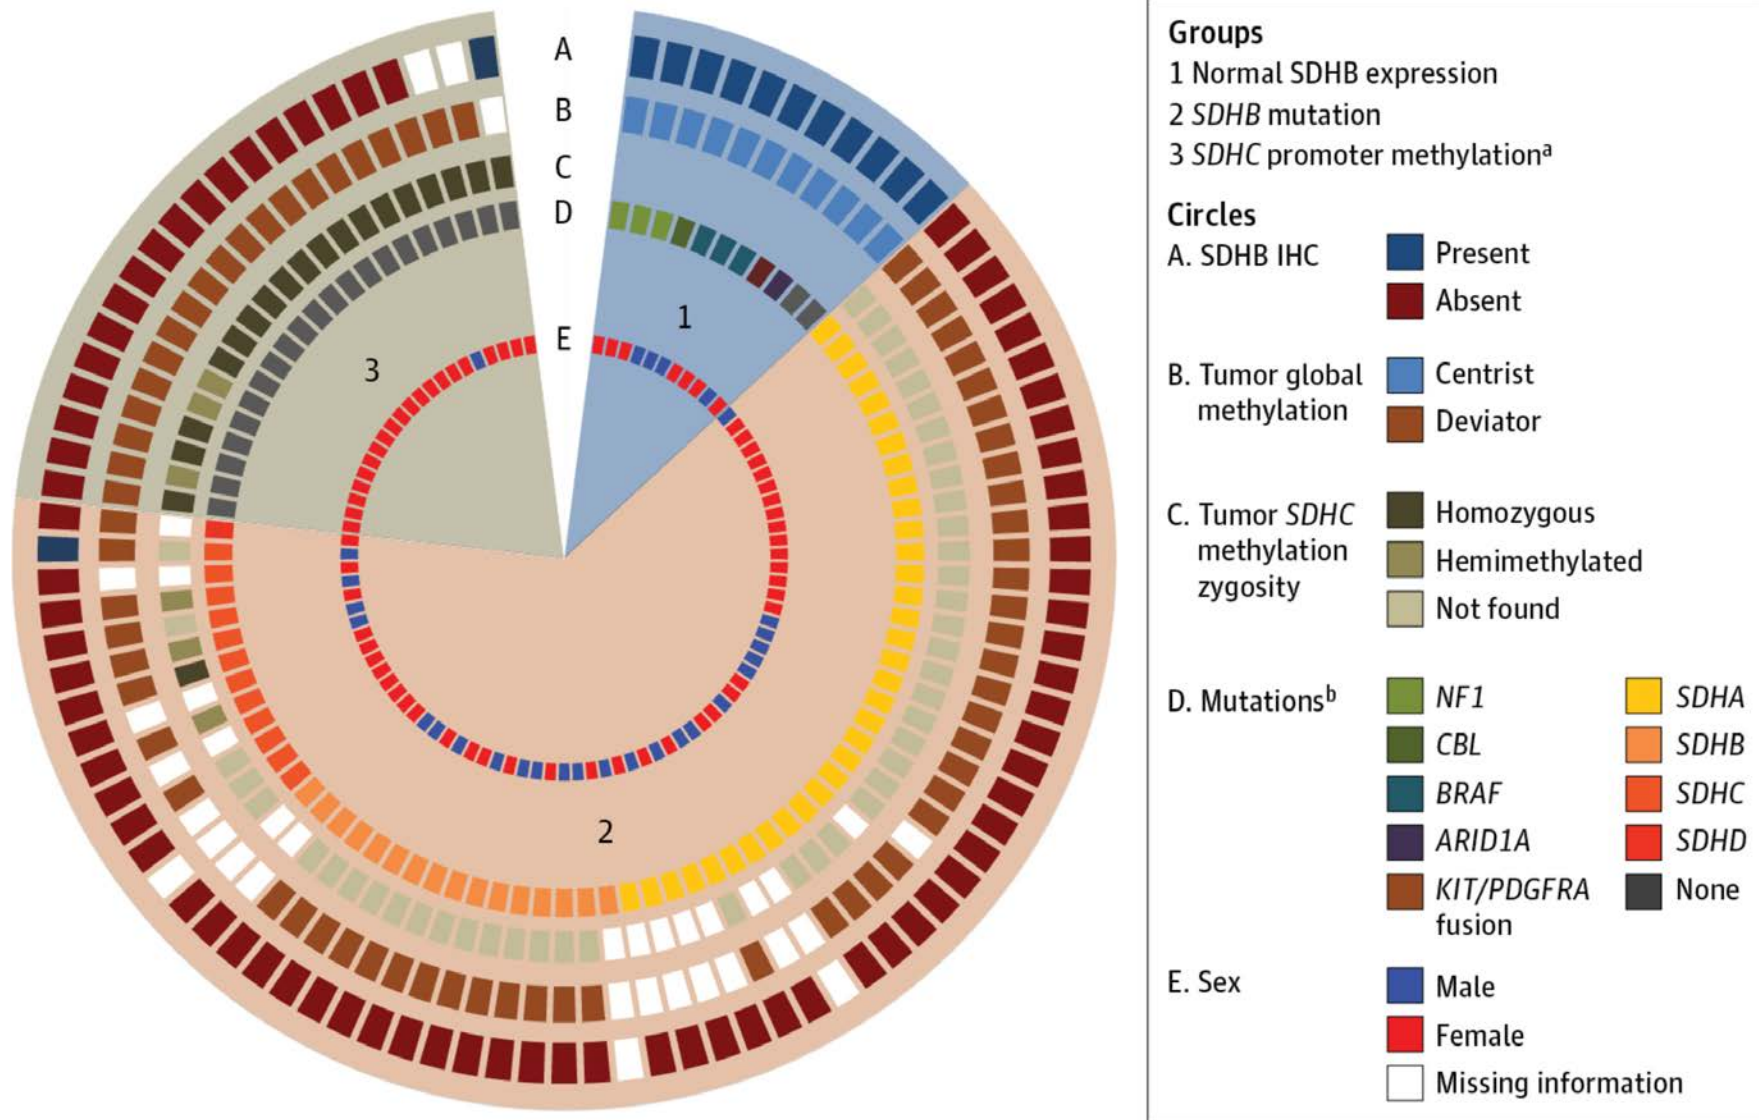 A
B
C
D
E
1
2
3
Groups
1 Normal SDHB expression
2 SDHB mutation
3 SDHC promoter methylationᵃ
Circles
A. SDHB IHC
Present
Absent
B. Tumor global
methylation
Centrist
Deviator
C. Tumor SDHC
methylation
zygosity
Homozygous
Hemimethylated
Not found
D. Mutationsᵇ
NF1
CBL
BRAF
ARID1A
KIT/PDGFRA
fusion
SDHA
SDHB
SDHC
SDHD
None
E. Sex
Male
Female
Missing information